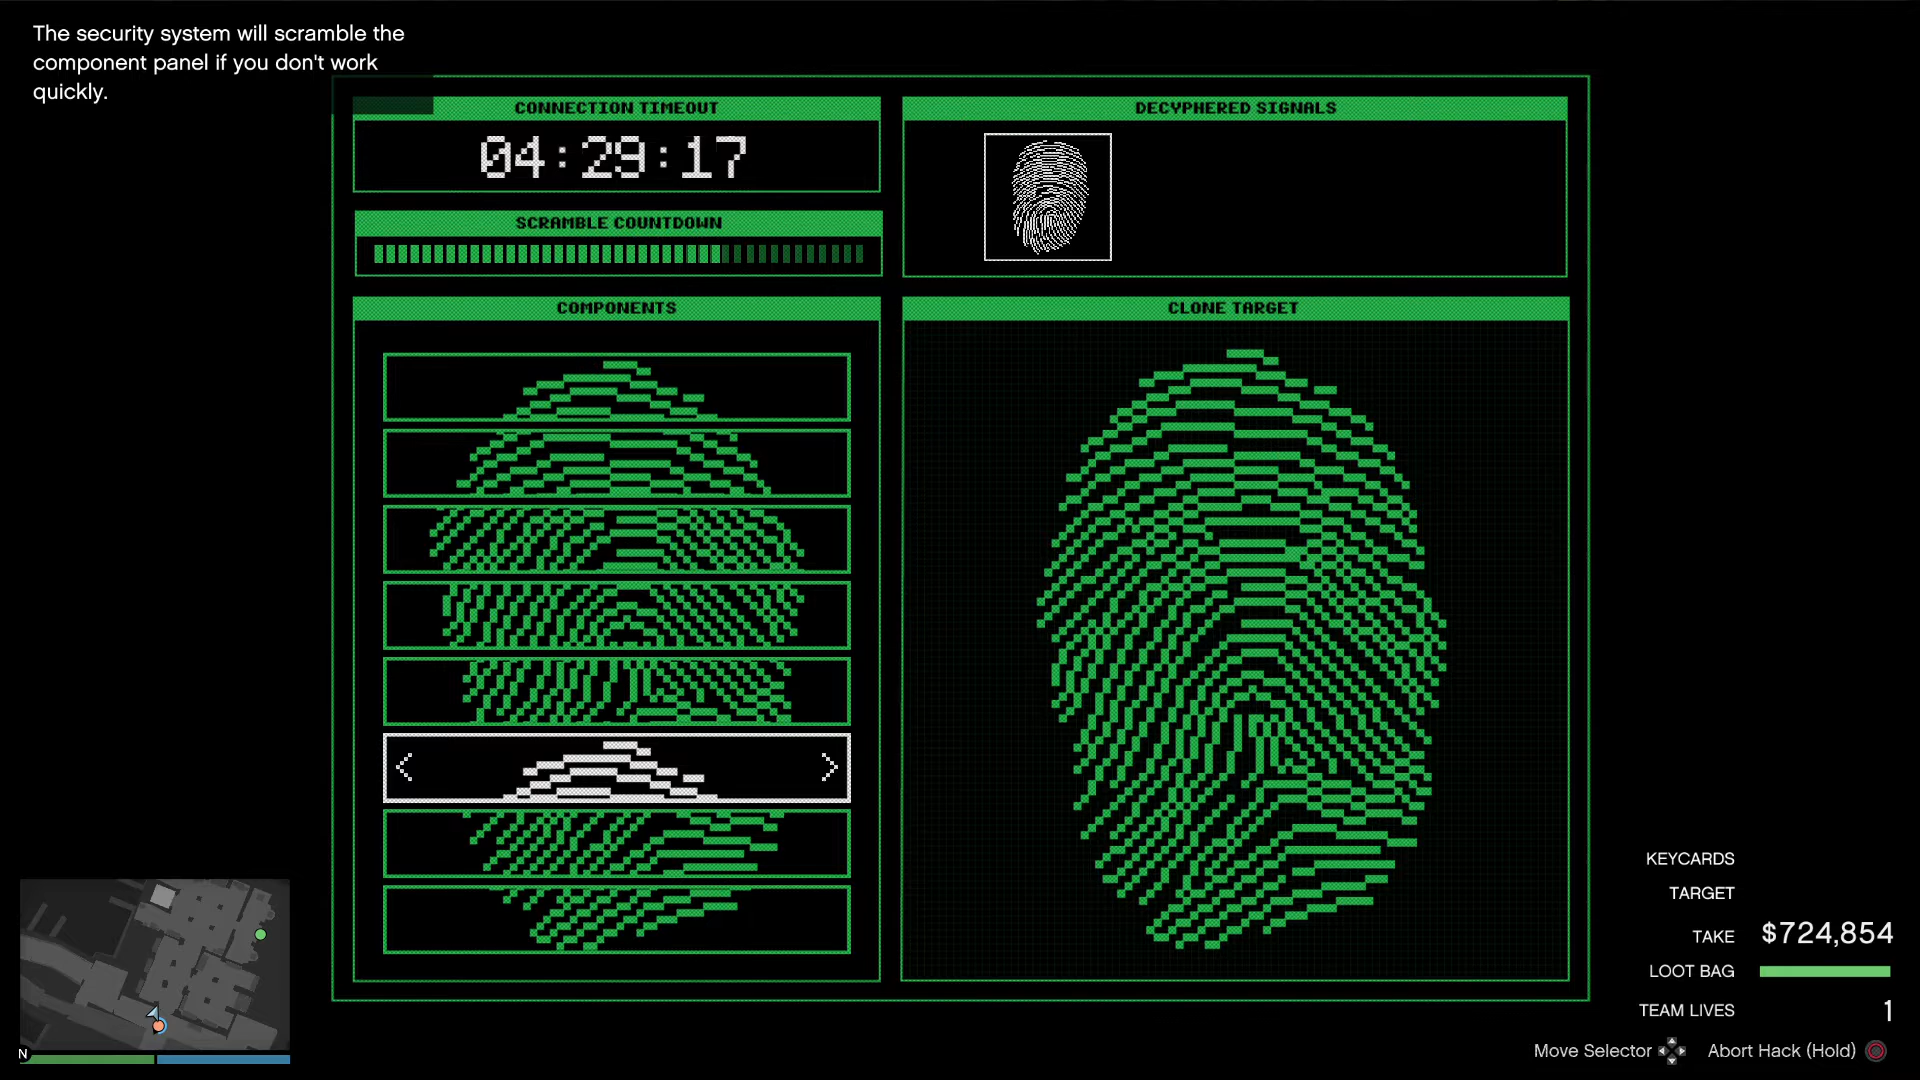 The security system will scramble the
component panel if you don't work
quickly.
CONNECTION TIMEOUT
04:29:17
SCRAMBLE COUNTDOWN
DECYPHERED SIGNALS
COMPONENTS
CLONE TARGET
KEYCARDS
TARGET
TAKE $724,854
LOOT BAG
TEAM LIVES 1
Move Selector Abort Hack (Hold)
N